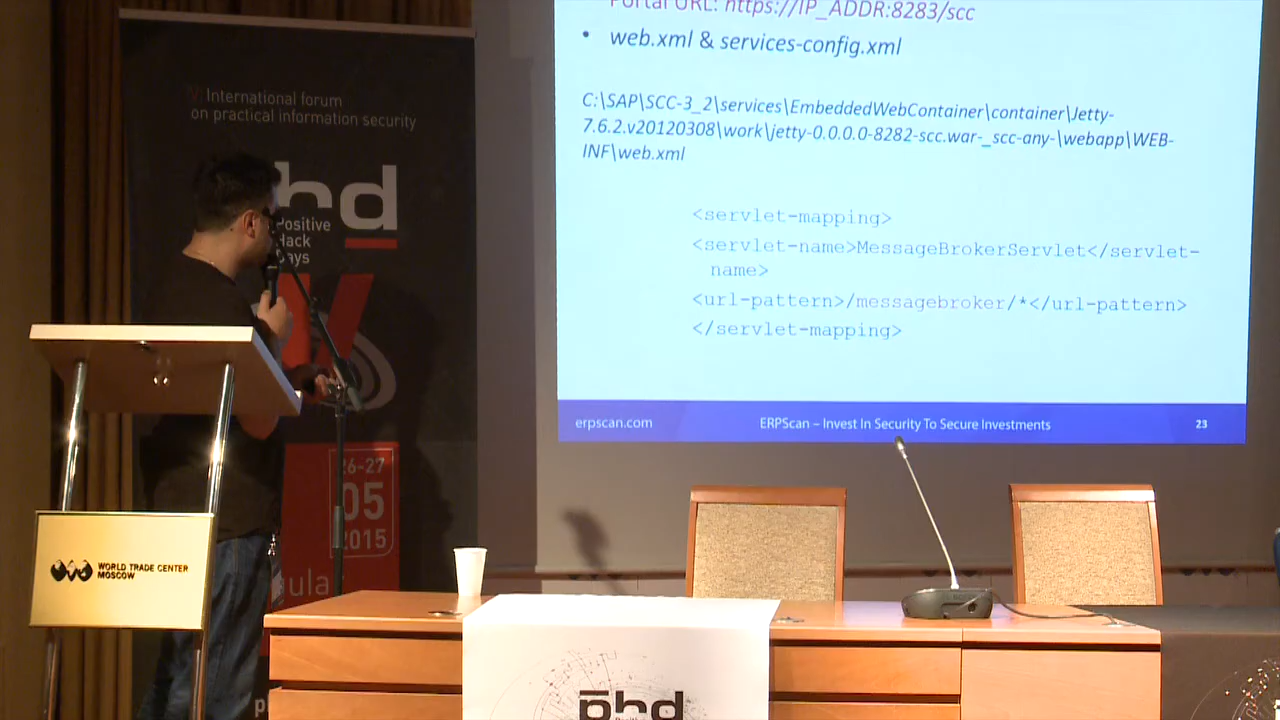 Portal URL: https://IP_ADDR:8283/scc
• web.xml & services-config.xml
C:\SAP\SCC-3_2\services\EmbeddedWebContainer\container\Jetty-
7.6.2.v20120308\work\jetty-0.0.0.0-8282-scc.war-_scc-any-\webapp\WEB-
INF\web.xml
<servlet-mapping>
<servlet-name>MessageBrokerServlet</servlet-
name>
<url-pattern>/messagebroker/*</url-pattern>
</servlet-mapping>
erpscan.com
ERPScan – Invest In Security To Secure Investments
23
International forum
on practical information security
phd
Positive
Hack
Days
V
26-27
05
2015
WORLD TRADE CENTER
MOSCOW
phd
Positive